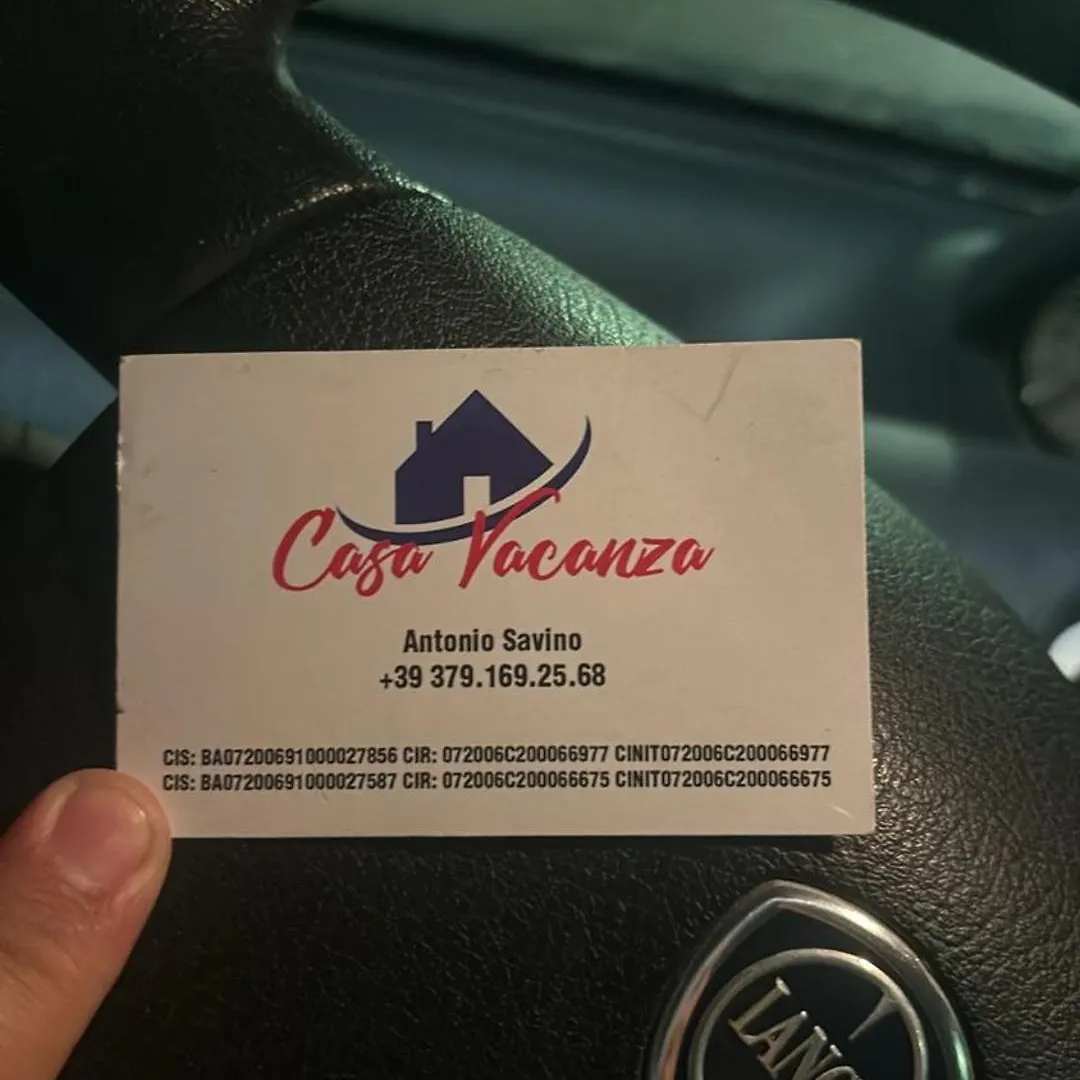 Casa Vacanza
Antonio Savino
+39 379.169.25.68
CIS: BA07200691000027856 CIR: 072006C200066977 CINIT072006C200066977
CIS: BA07200691000027587 CIR: 072006C200066675 CINIT072006C200066675
LANC